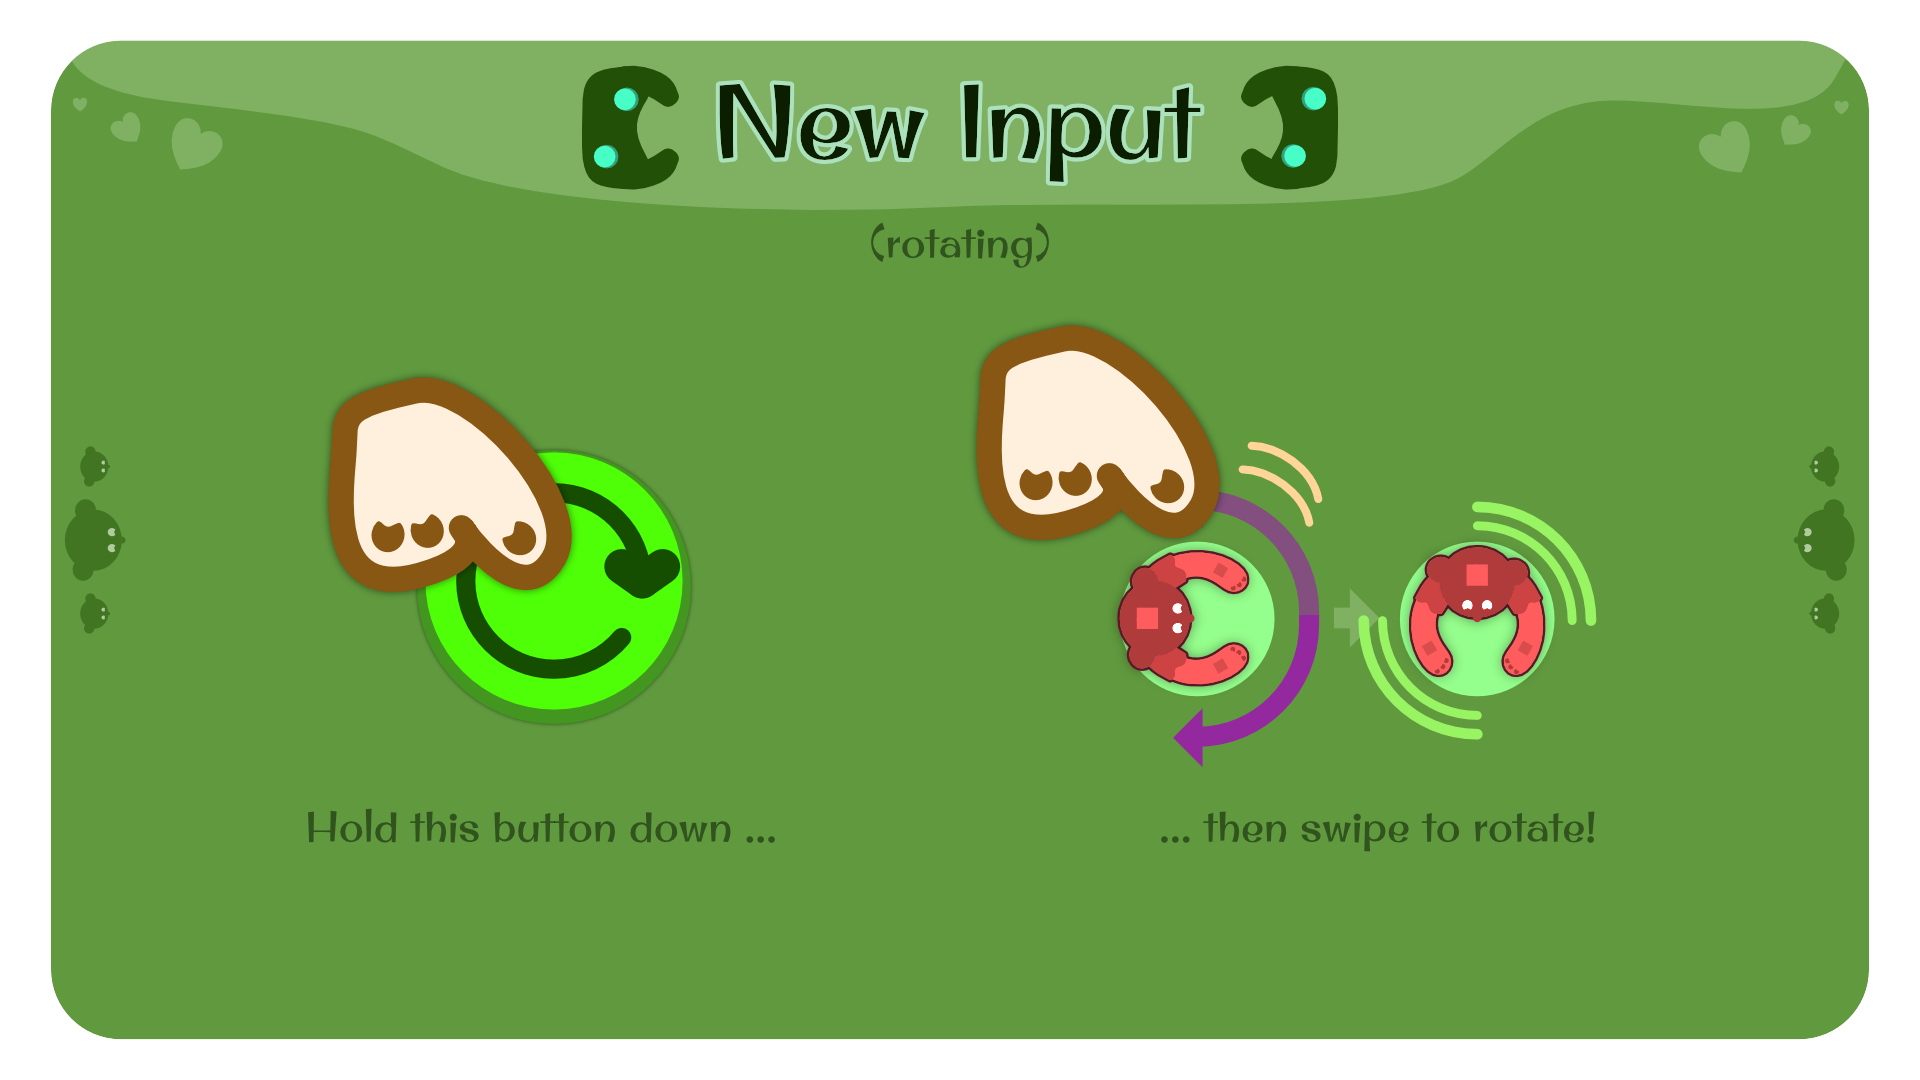 New Input
(rotating)
Hold this button down ...
... then swipe to rotate!